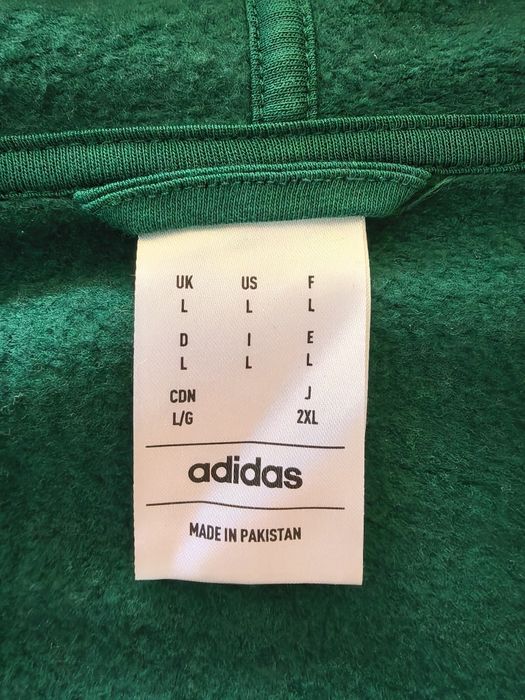 UK US F
L L L
D I E
L L L
CDN J
L/G 2XL
adidas
MADE IN PAKISTAN